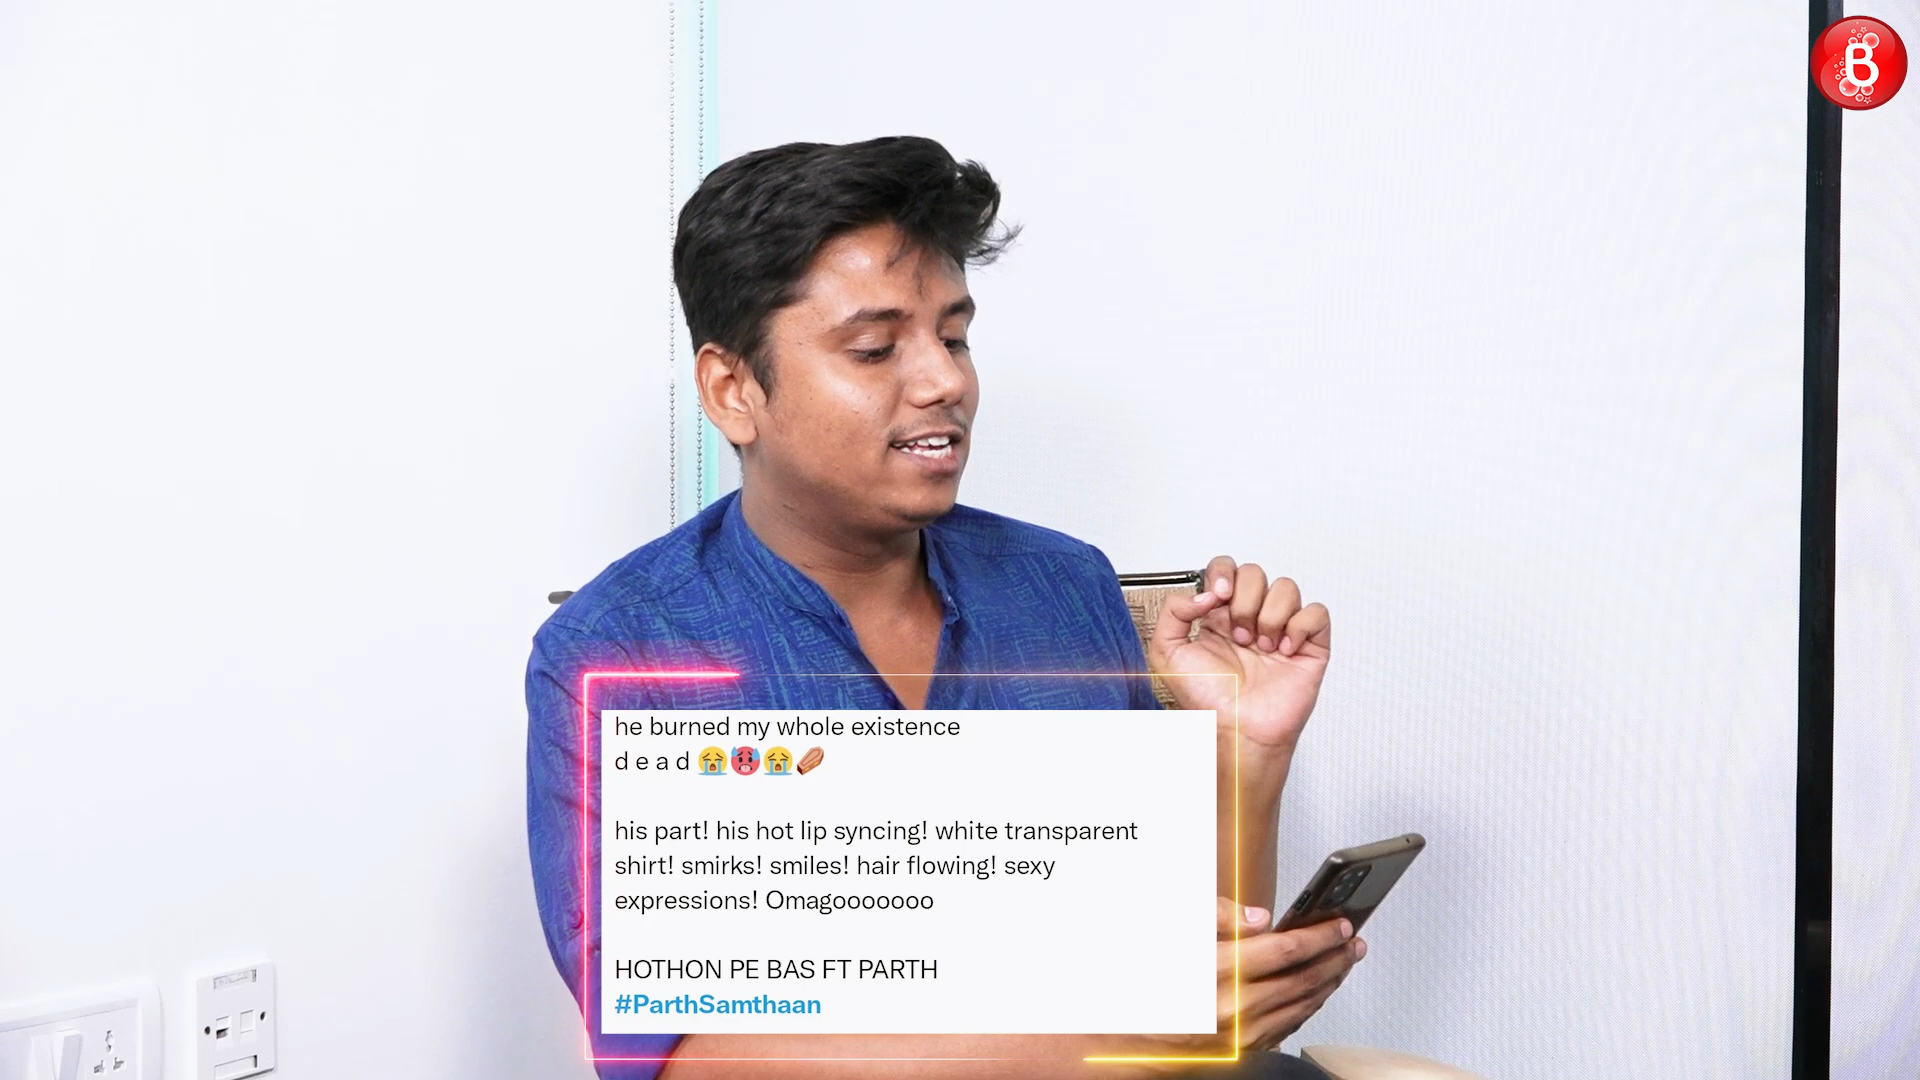 B
he burned my whole existence
d e a d 😭🥵😭⚰️
his part! his hot lip syncing! white transparent
shirt! smirks! smiles! hair flowing! sexy
expressions! Omagooooooo
HOTHON PE BAS FT PARTH
#ParthSamthaan